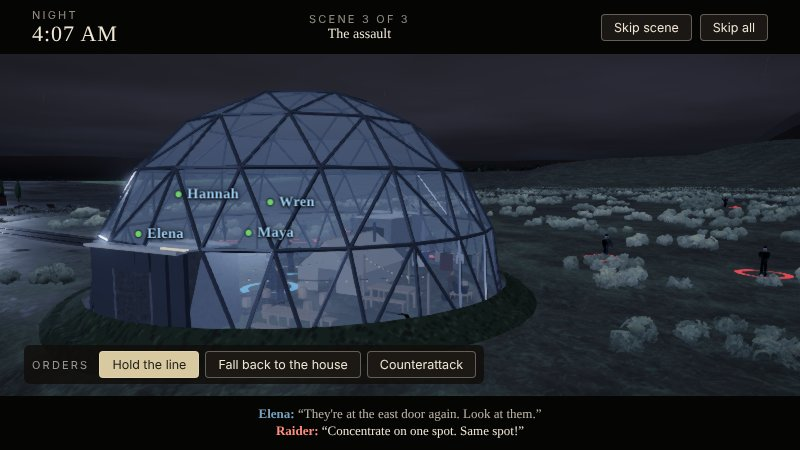 NIGHT
4:07 AM
SCENE 3 OF 3
The assault
Skip scene
Skip all
Hannah
Wren
Elena
Maya
ORDERS
Hold the line
Fall back to the house
Counterattack
Elena: “They're at the east door again. Look at them.”
Raider: “Concentrate on one spot. Same spot!”